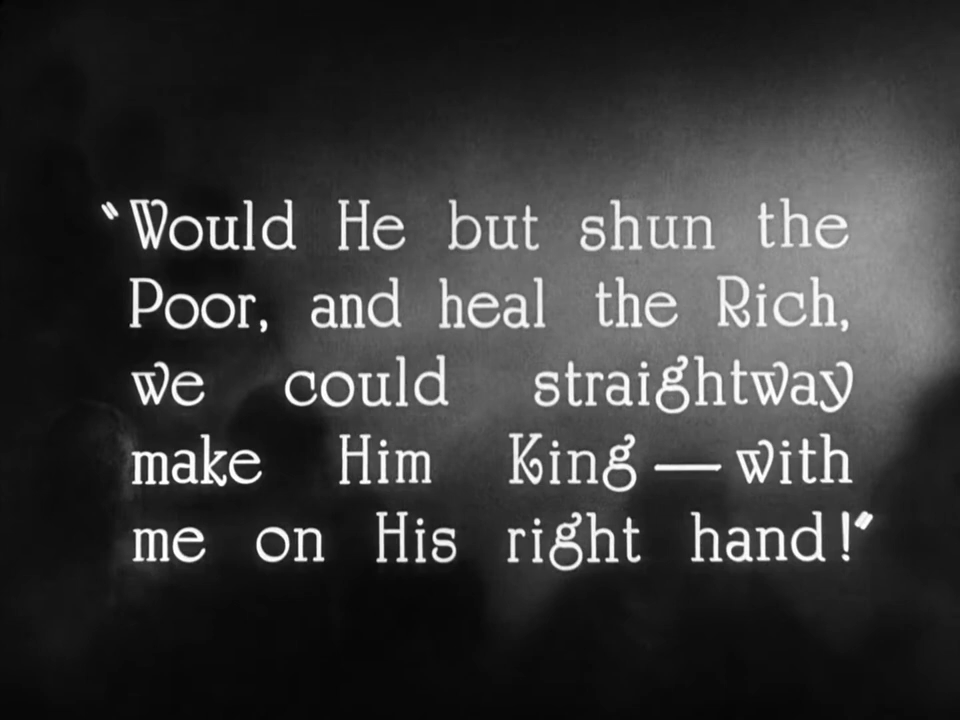 “Would He but shun the
Poor, and heal the Rich,
we could straightway
make Him King — with
me on His right hand!”